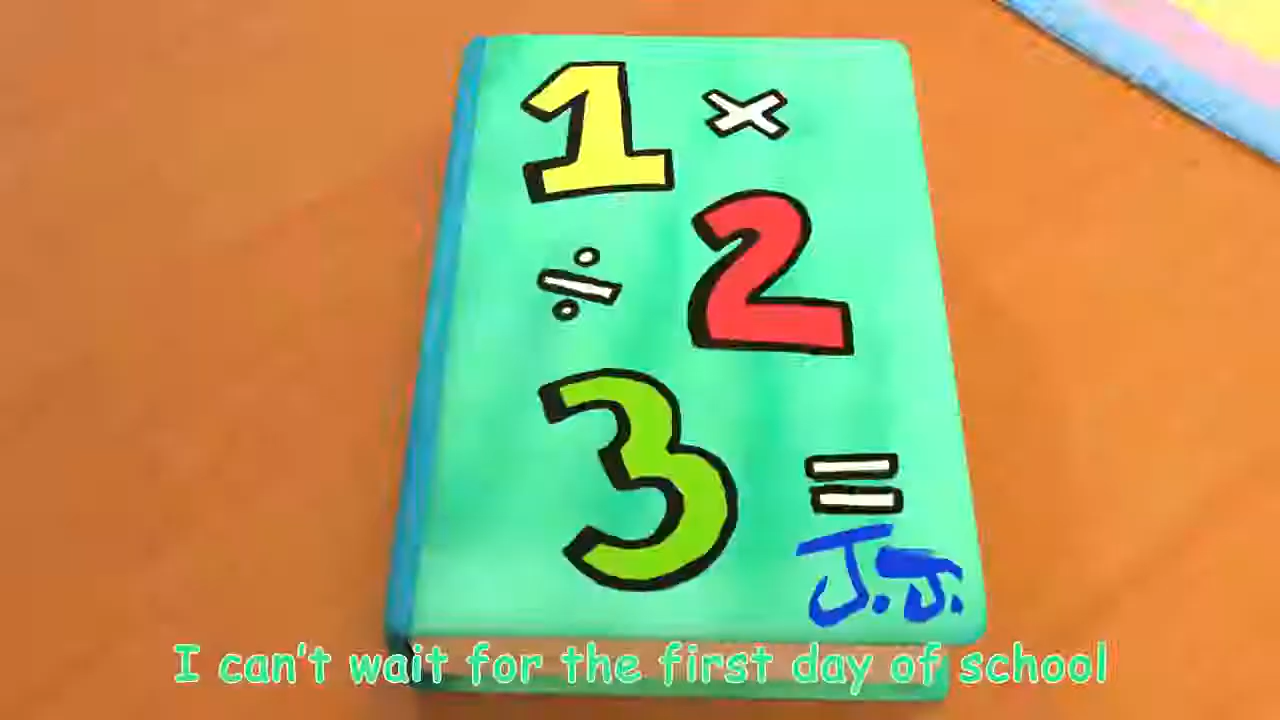 1 ×
÷ 2
3 =
J.J.
I can't wait for the first day of school